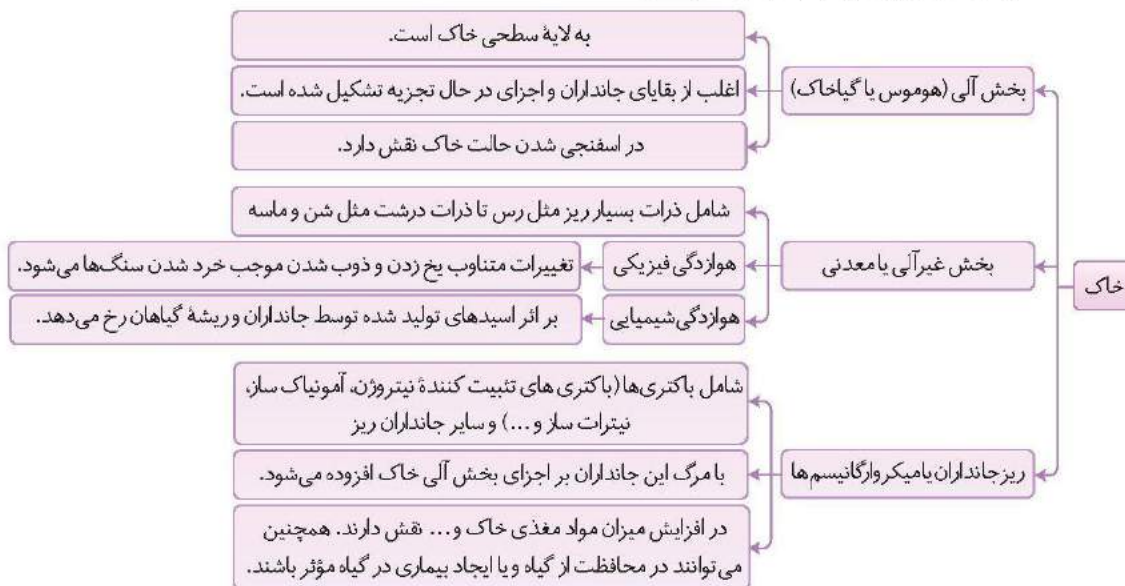 خاک
بخش آلی (هوموس یا گیاخاک)
به لایهٔ سطحی خاک است.
اغلب از بقایای جانداران و اجزای در حال تجزیه تشکیل شده است.
در اسفنجی شدن حالت خاک نقش دارد.
بخش غیرآلی یا معدنی
شامل ذرات بسیار ریز مثل رس تا ذرات درشت مثل شن و ماسه
هوازدگی فیزیکی
تغییرات متناوب یخ زدن و ذوب شدن موجب خرد شدن سنگ‌ها می‌شود.
هوازدگی شیمیایی
بر اثر اسیدهای تولید شده توسط جانداران و ریشهٔ گیاهان رخ می‌دهد.
ریزجانداران یا میکروارگانیسم‌ها
شامل باکتری‌ها (باکتری های تثبیت کنندهٔ نیتروژن، آمونیاک ساز،
نیترات ساز و ...) و سایر جانداران ریز
با مرگ این جانداران بر اجزای بخش آلی خاک افزوده می‌شود.
در افزایش میزان مواد مغذی خاک و... نقش دارند. همچنین
می‌توانند در محافظت از گیاه و یا ایجاد بیماری در گیاه مؤثر باشند.